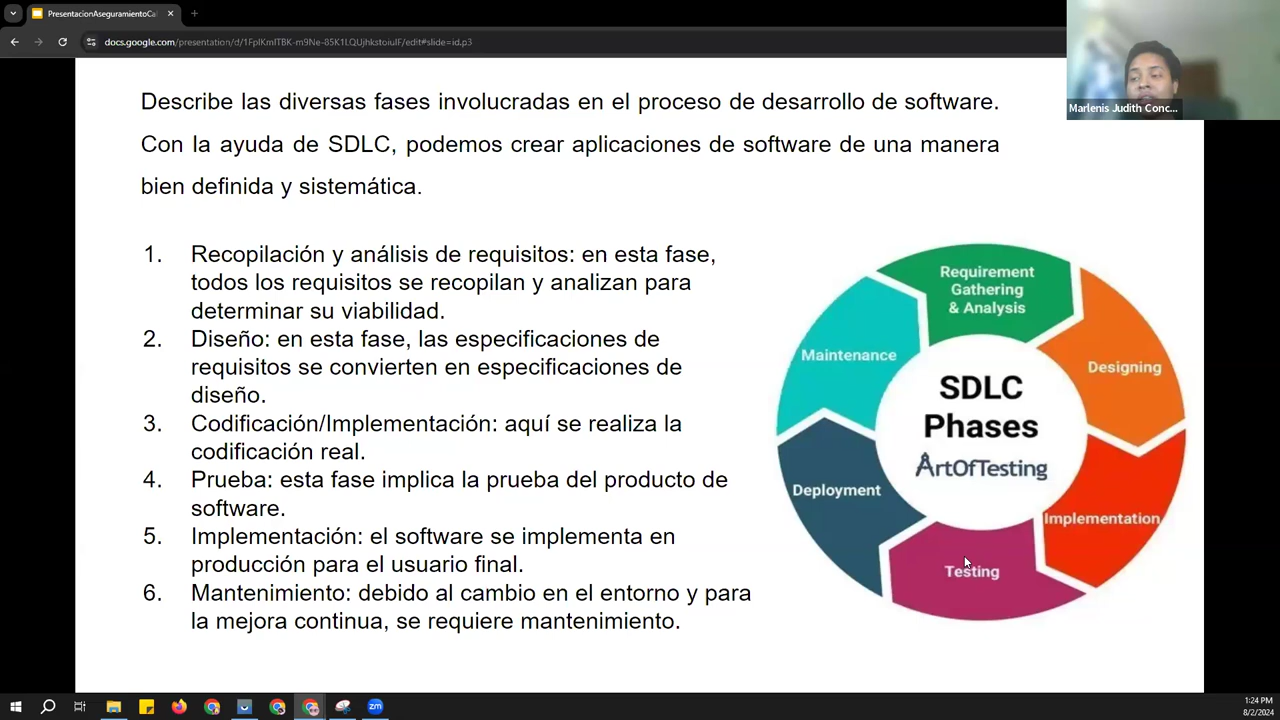 PresentacionAseguramientoCal
docs.google.com/presentation/d/
/edit#slide=id.p3
Marlenis Judith Conc...
Describe las diversas fases involucradas en el proceso de desarrollo de software.
Con la ayuda de SDLC, podemos crear aplicaciones de software de una manera
bien definida y sistemática.
1. Recopilación y análisis de requisitos: en esta fase,
todos los requisitos se recopilan y analizan para
determinar su viabilidad.
2. Diseño: en esta fase, las especificaciones de
requisitos se convierten en especificaciones de
diseño.
3. Codificación/Implementación: aquí se realiza la
codificación real.
4. Prueba: esta fase implica la prueba del producto de
software.
5. Implementación: el software se implementa en
producción para el usuario final.
6. Mantenimiento: debido al cambio en el entorno y para
la mejora continua, se requiere mantenimiento.
Requirement
Gathering
& Analysis
Designing
Implementation
Testing
Deployment
Maintenance
SDLC
Phases
ArtOfTesting
zm
1:24 PM
8/2/2024